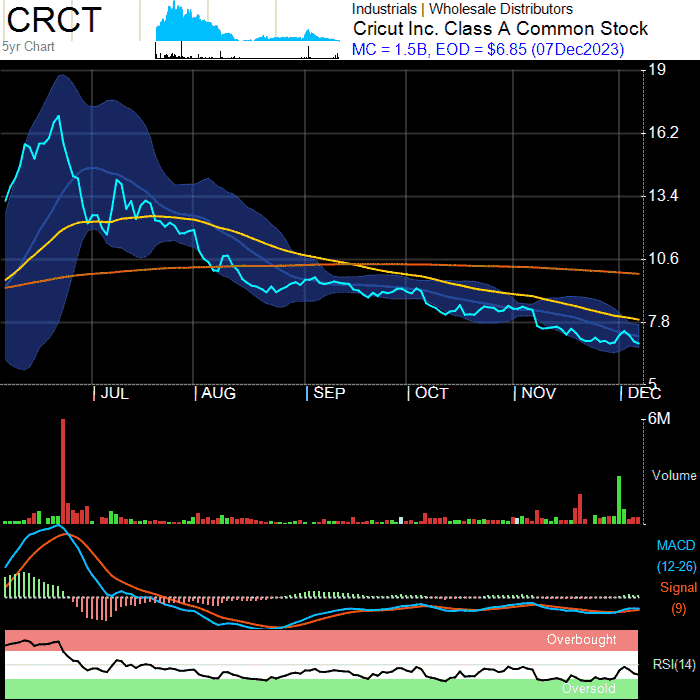 CRCT
5yr Chart
Industrials | Wholesale Distributors
Cricut Inc. Class A Common Stock
MC = 1.5B, EOD = $6.85 (07Dec2023)
19
16.2
13.4
10.6
7.8
5
JUL AUG SEP OCT NOV DEC
6M
Volume
MACD
(12-26)
Signal
(9)
Overbought
RSI(14)
Oversold